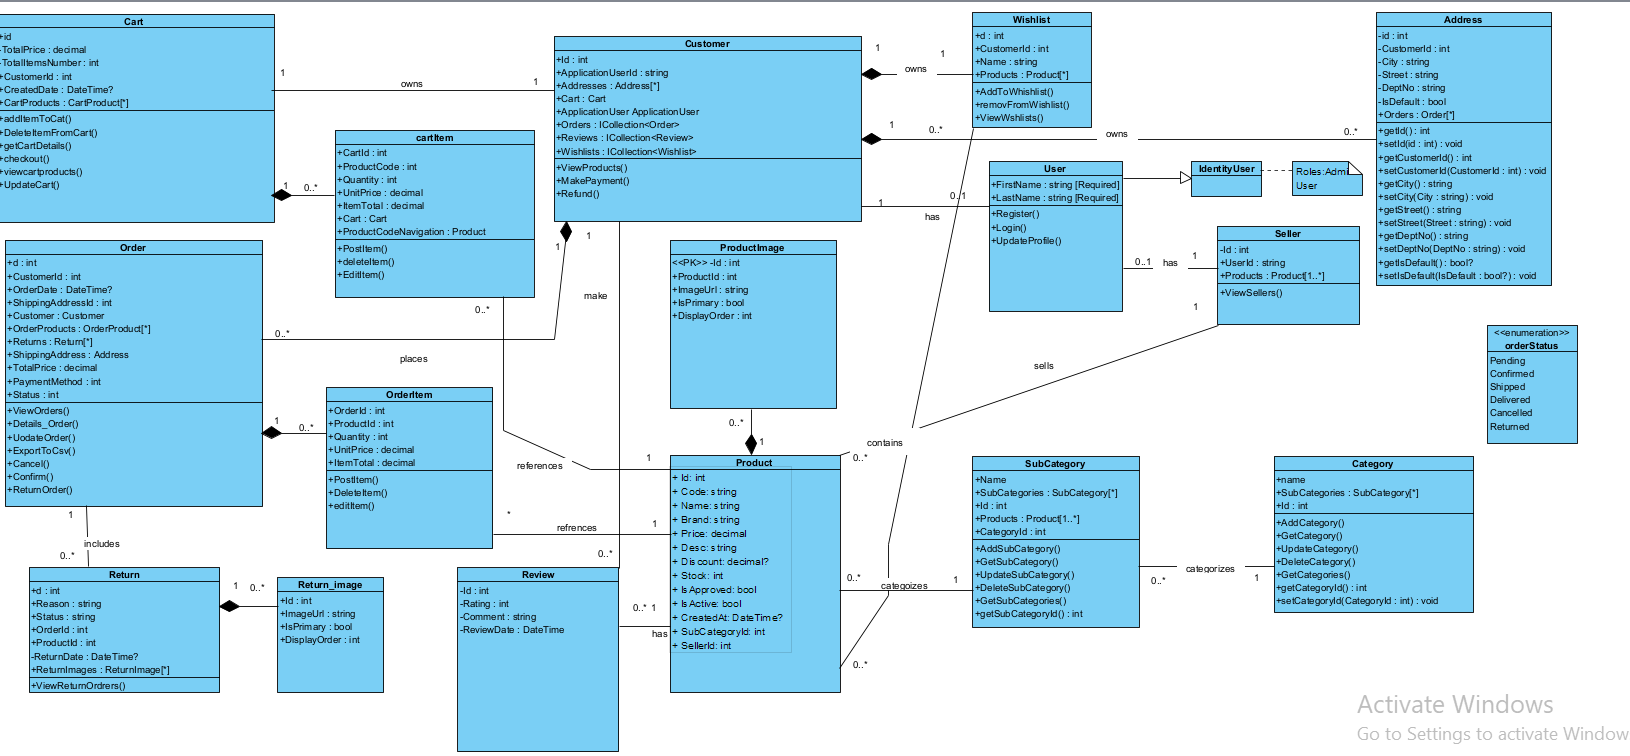 Cart
+id
-TotalPrice : decimal
-TotalItemsNumber : int
+CustomerId : int
+CreatedDate : DateTime?
+CartProducts : CartProduct[*]
+addItemToCat()
+DeleteItemFromCart()
+getCartDetails()
+checkout()
+viewcartproducts()
+UpdateCart()
1
owns
1
1
0..*
cartItem
+CartId : int
+ProductCode : int
+Quantity : int
+UnitPrice : decimal
+ItemTotal : decimal
+Cart : Cart
+ProductCodeNavigation : Product
+PostItem()
+deleteItem()
+EditItem()
Customer
+Id : int
+ApplicationUserId : string
+Addresses : Address[*]
+Cart : Cart
+ApplicationUser ApplicationUser
+Orders : ICollection<Order>
+Reviews : ICollection<Review>
+Wishlists : ICollection<Wishlist>
+ViewProducts()
+MakePayment()
+Refund()
1
owns
1
1
0..*
owns
0..*
1
has
0..1
1
1
Wishlist
+d : int
+CustomerId : int
+Name : string
+Products : Product[*]
+AddToWhishlist()
+removFromWishlist()
+ViewWshlists()
Address
-id : int
-CustomerId : int
-City : string
-Street : string
-DeptNo : string
-IsDefault : bool
+Orders : Order[*]
+getId() : int
+setId(id : int) : void
+getCustomerId() : int
+setCustomerId(CustomerId : int) : void
+getCity() : string
+setCity(City : string) : void
+getStreet() : string
+setStreet(Street : string) : void
+getDeptNo() : string
+setDeptNo(DeptNo : string) : void
+getIsDefault() : bool?
+setIsDefault(IsDefault : bool?) : void
User
+FirstName : string [Required]
+LastName : string [Required]
+Register()
+Login()
+UpdateProfile()
IdentityUser
Roles:Admi
User
0..1
has
1
Seller
-Id : int
+UserId : string
+Products : Product[1..*]
+ViewSellers()
1
sells
<<enumeration>>
orderStatus
Pending
Confirmed
Shipped
Delivered
Cancelled
Returned
Order
+d : int
+CustomerId : int
+OrderDate : DateTime?
+ShippingAddressId : int
+Customer : Customer
+OrderProducts : OrderProduct[*]
+Returns : Return[*]
+ShippingAddress : Address
+TotalPrice : decimal
+PaymentMethod : int
+Status : int
+ViewOrders()
+Details_Order()
+UodateOrder()
+ExportToCsv()
+Cancel()
+Confirm()
+ReturnOrder()
0..*
places
make
0..*
1
0..*
OrderItem
+OrderId : int
+ProductId : int
+Quantity : int
+UnitPrice : decimal
+ItemTotal : decimal
+PostItem()
+DeleteItem()
+editItem()
references
1
*
refrences
1
0..*
ProductImage
<<PK>> -Id : int
+ProductId : int
+ImageUrl : string
+IsPrimary : bool
+DisplayOrder : int
0..*
1
contains
0..*
Product
+ Id: int
+ Code: string
+ Name: string
+ Brand: string
+ Price: decimal
+ Desc: string
+ Discount: decimal?
+ Stock: int
+ IsApproved: bool
+ IsActive: bool
+ CreatedAt: DateTime?
+ SubCategoryId: int
+ SellerId: int
0..*
categoizes
1
0..*
SubCategory
+Name
+SubCategories : SubCategory[*]
+Id : int
+Products : Product[1..*]
+CategoryId : int
+AddSubCategory()
+GetSubCategory()
+UpdateSubCategory()
+DeleteSubCategory()
+GetSubCategories()
+getSubCategoryId() : int
0..*
categorizes
1
Category
+name
+SubCategories : SubCategory[*]
+Id : int
+AddCategory()
+GetCategory()
+UpdateCategory()
+DeleteCategory()
+GetCategories()
+getCategoryId() : int
+setCategoryId(CategoryId : int) : void
1
includes
0..*
Return
+d : int
+Reason : string
+Status : string
+OrderId : int
+ProductId : int
-ReturnDate : DateTime?
+ReturnImages : ReturnImage[*]
+ViewReturnOrdrers()
1
0..*
Return_image
+Id : int
+ImageUrl : string
+IsPrimary : bool
+DisplayOrder : int
Review
-Id : int
-Rating : int
-Comment : string
-ReviewDate : DateTime
0..*
1
has
Activate Windows
Go to Settings to activate Window